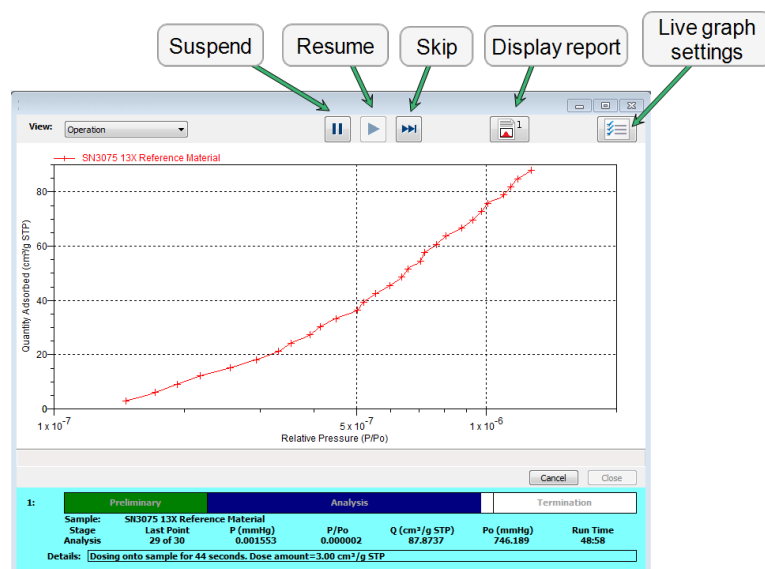 Suspend
Resume
Skip
Display report
Live graph
settings
View:
Operation
1
SN3075 13X Reference Material
Quantity Adsorbed (cm³/g STP)
80
60
40
20
0
1 x 10⁻⁷
5 x 10⁻⁷
1 x 10⁻⁶
Relative Pressure (P/Po)
Cancel
Close
1:
Preliminary
Analysis
Termination
Sample: SN3075 13X Reference Material
Stage Last Point P (mmHg) P/Po Q (cm³/g STP) Po (mmHg) Run Time
Analysis 29 of 30 0.001553 0.000002 87.8737 746.189 48:58
Details: Dosing onto sample for 44 seconds. Dose amount=3.00 cm³/g STP